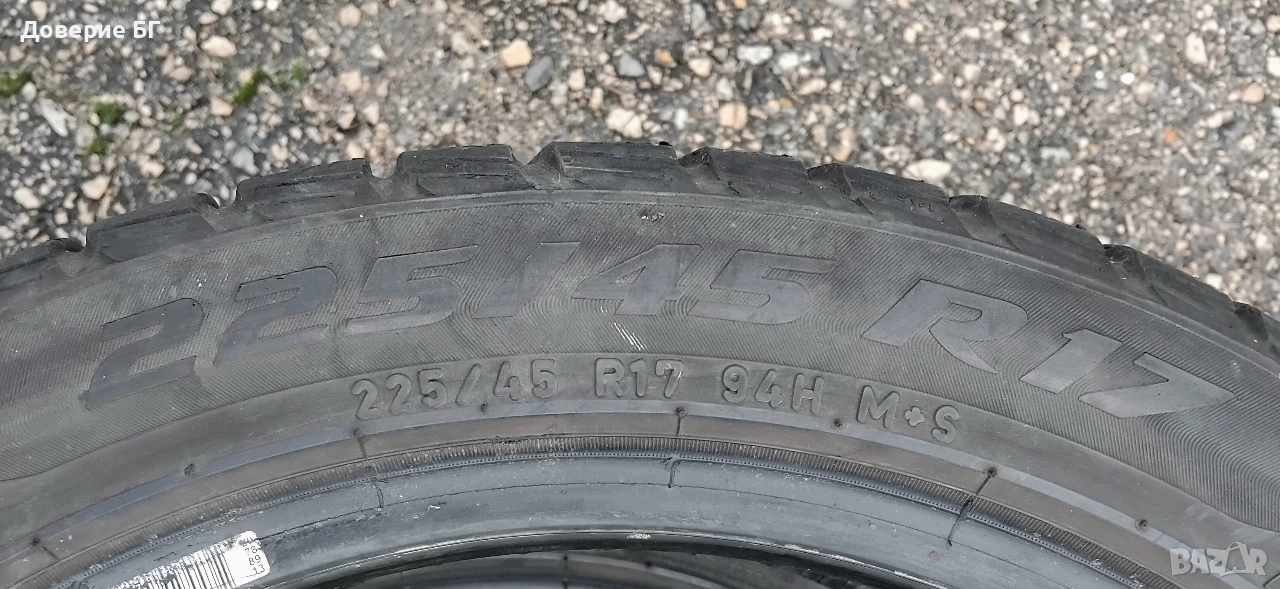 Доверие БГ
225/45 R17
225/45 R17 94H M+S
BAZAR